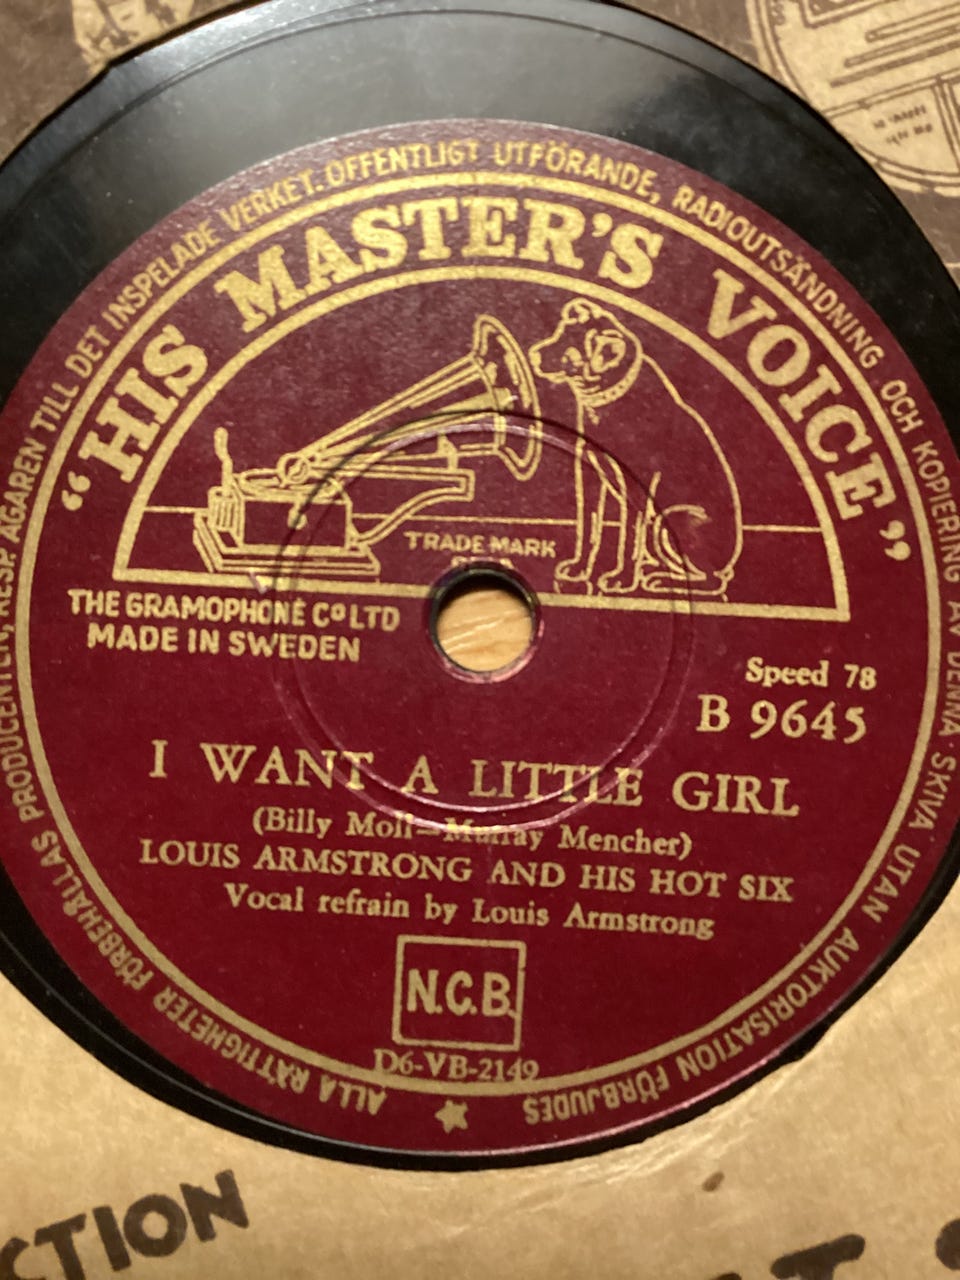 ALLA RÄTTIGHETER FÖRBEHÅLLAS PRODUCENTEN, RESP. ÄGAREN TILL DET INSPELADE VERKET. OFFENTLIGT UTFÖRANDE, RADIOUTSÄNDNING OCH KOPIERING AV DENNA SKIVA UTAN AUKTORISATION FÖRBJUDES
"HIS MASTER'S VOICE"
TRADE MARK
THE GRAMOPHONE Co LTD
MADE IN SWEDEN
Speed 78
B 9645
I WANT A LITTLE GIRL
(Billy Moll—Murray Mencher)
LOUIS ARMSTRONG AND HIS HOT SIX
Vocal refrain by Louis Armstrong
N.C.B.
D6-VB-2149
CTION